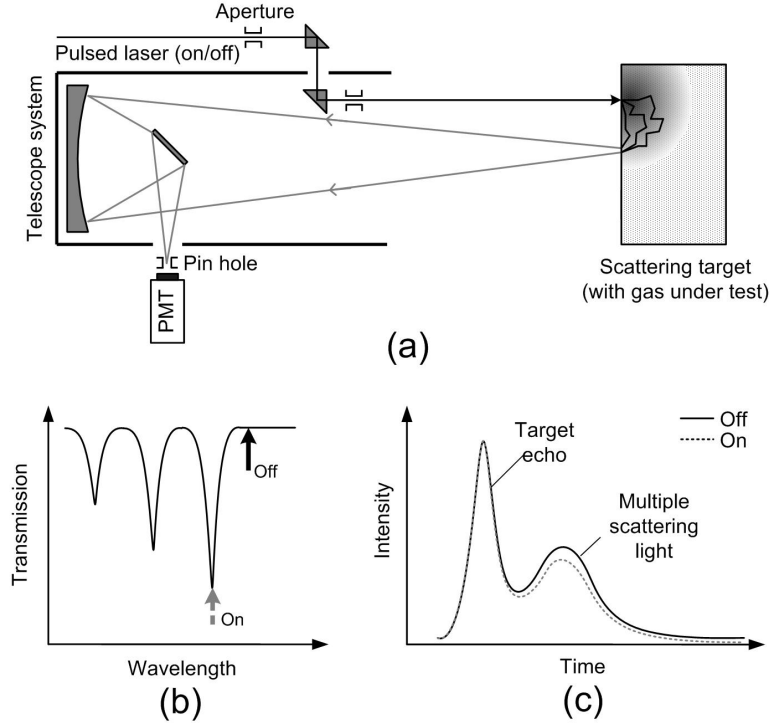 Aperture
Pulsed laser (on/off)
Telescope system
Pin hole
PMT
Scattering target
(with gas under test)
(a)
Transmission
Off
On
Wavelength
(b)
Off
On
Target
echo
Multiple
scattering
light
Intensity
Time
(c)